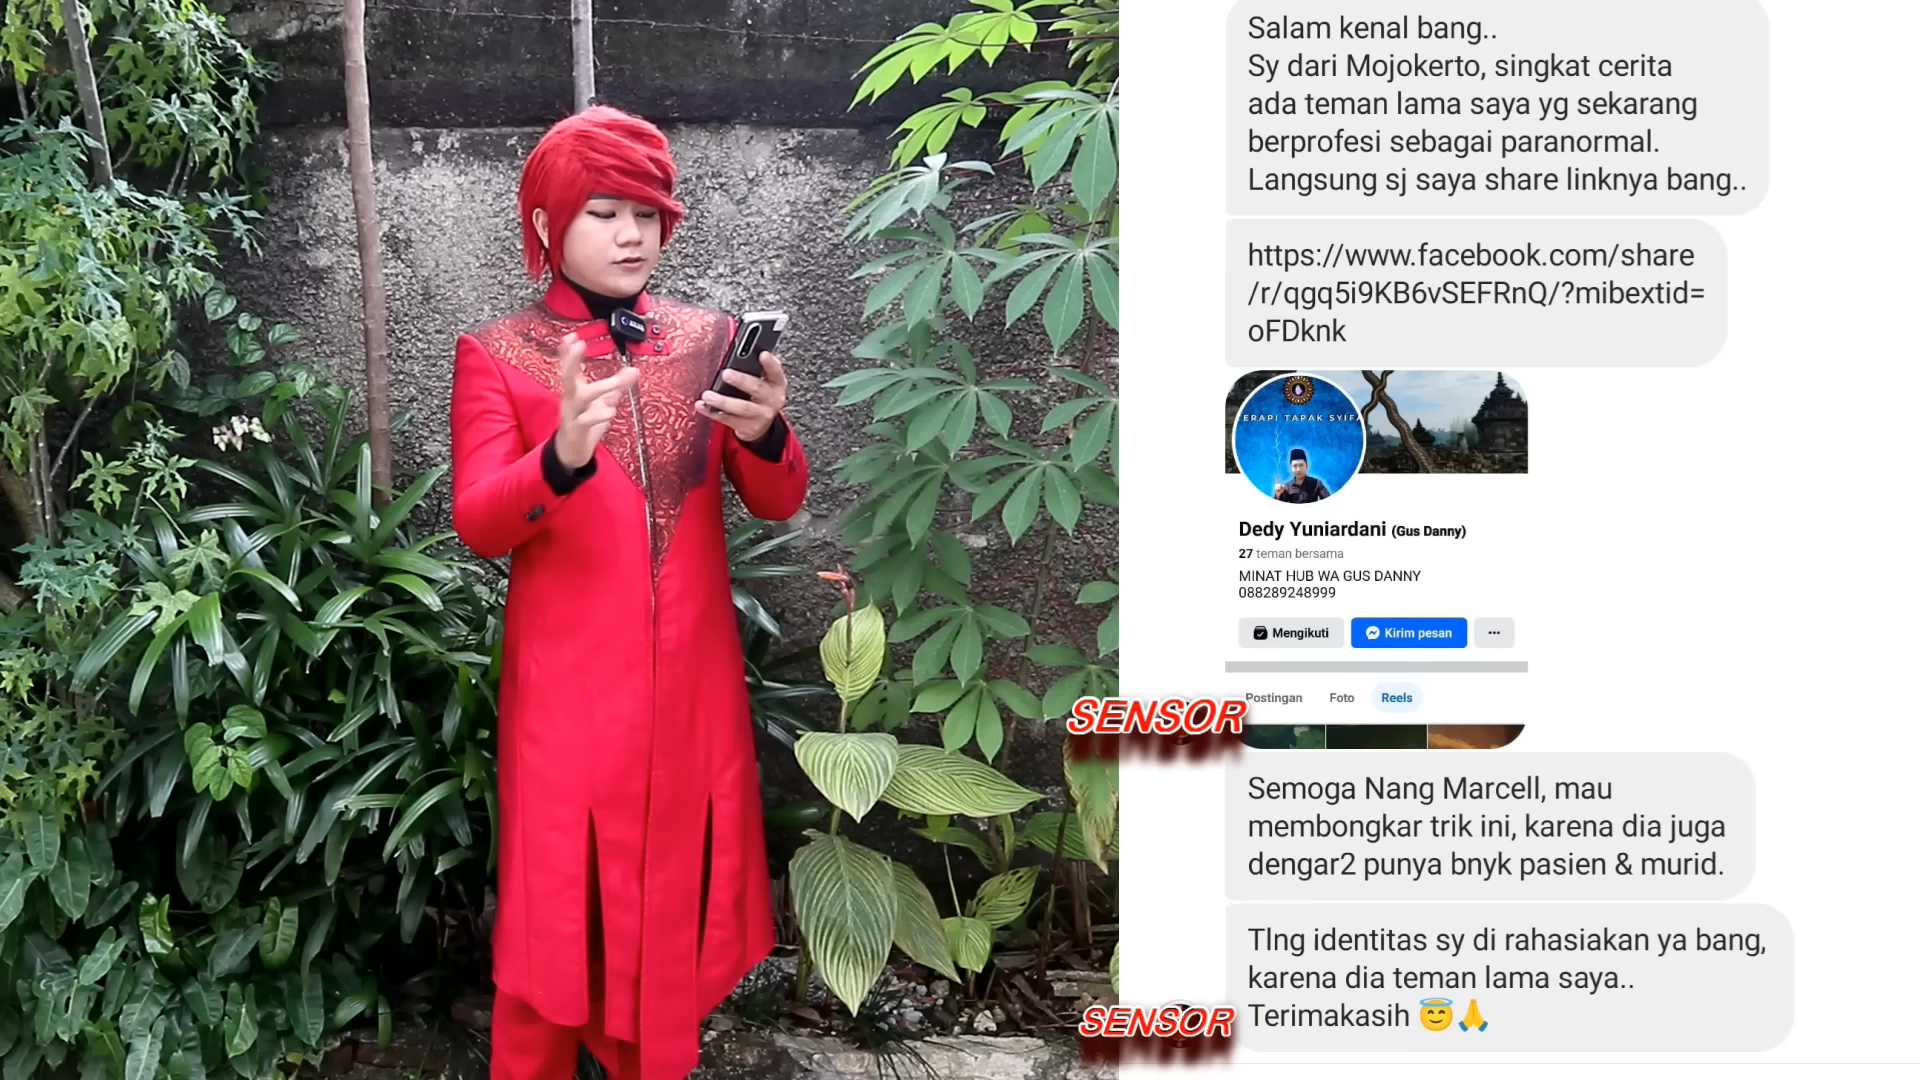 Salam kenal bang..
Sy dari Mojokerto, singkat cerita
ada teman lama saya yg sekarang
berprofesi sebagai paranormal.
Langsung sj saya share linknya bang..
https://www.facebook.com/share
/r/qgq5i9KB6vSEFRnQ/?mibextid=
oFDknk
ERAPI TAPAK SYIFA
Dedy Yuniardani (Gus Danny)
27 teman bersama
MINAT HUB WA GUS DANNY
088289248999
Mengikuti
Kirim pesan
Postingan Foto Reels
SENSOR
Semoga Nang Marcell, mau
membongkar trik ini, karena dia juga
dengar2 punya bnyk pasien & murid.
Tlng identitas sy di rahasiakan ya bang,
karena dia teman lama saya..
Terimakasih 😇🙏
SENSOR